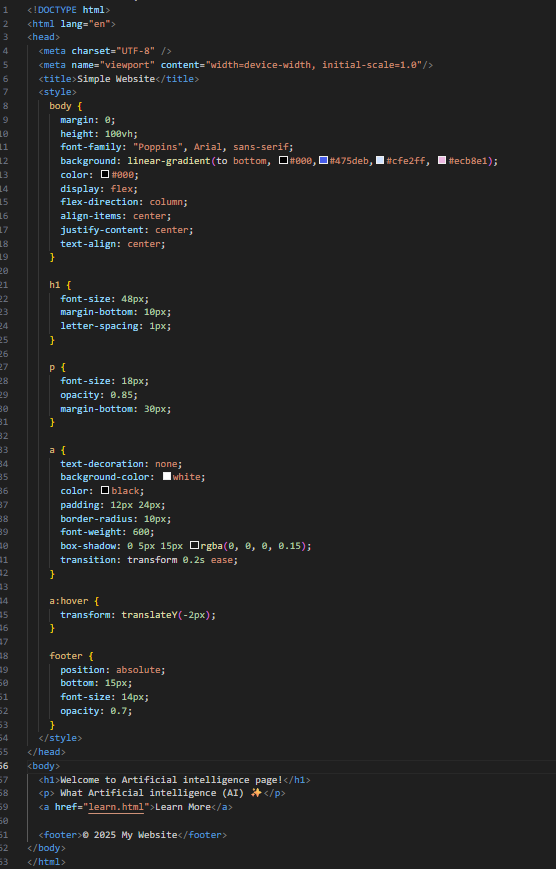 1 <!DOCTYPE html>
2 <html lang="en">
3 <head>
4 <meta charset="UTF-8" />
5 <meta name="viewport" content="width=device-width, initial-scale=1.0"/>
6 <title>Simple Website</title>
7 <style>
8 body {
9 margin: 0;
10 height: 100vh;
11 font-family: "Poppins", Arial, sans-serif;
12 background: linear-gradient(to bottom, #000,#475deb,#cfe2ff, #ecb8e1);
13 color: #000;
14 display: flex;
15 flex-direction: column;
16 align-items: center;
17 justify-content: center;
18 text-align: center;
19 }
20
21 h1 {
22 font-size: 48px;
23 margin-bottom: 10px;
24 letter-spacing: 1px;
25 }
26
27 p {
28 font-size: 18px;
29 opacity: 0.85;
30 margin-bottom: 30px;
31 }
32
33 a {
34 text-decoration: none;
35 background-color: white;
36 color: black;
37 padding: 12px 24px;
38 border-radius: 10px;
39 font-weight: 600;
40 box-shadow: 0 5px 15px rgba(0, 0, 0, 0.15);
41 transition: transform 0.2s ease;
42 }
43
44 a:hover {
45 transform: translateY(-2px);
46 }
47
48 footer {
49 position: absolute;
50 bottom: 15px;
51 font-size: 14px;
52 opacity: 0.7;
53 }
54 </style>
55 </head>
56 <body>
57 <h1>Welcome to Artificial intelligence page!</h1>
58 <p> What Artificial intelligence (AI) ✨</p>
59 <a href="learn.html">Learn More</a>
60
61 <footer>© 2025 My Website</footer>
62 </body>
63 </html>